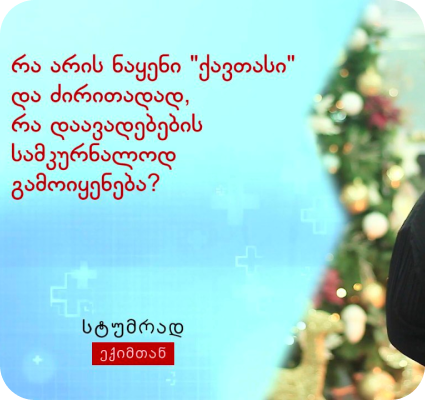 რა არის ნაყენი "ქავთასი"
და ძირითადად,
რა დაავადებების
სამკურნალოდ
გამოიყენება?
სტუმრად
ექიმთან